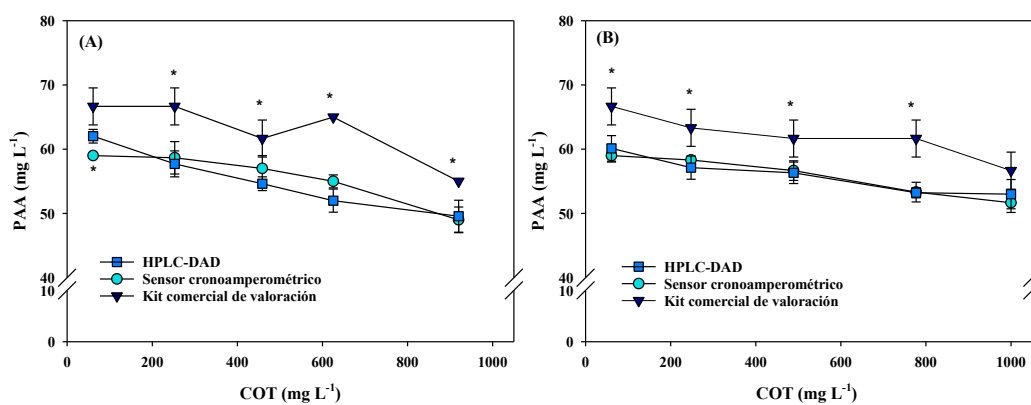 (A)
80
70
60
50
40
10
0
PAA (mg L-1)
*
*
*
*
*
HPLC-DAD
Sensor cronoamperométrico
Kit comercial de valoración
0 200 400 600 800 1000
COT (mg L-1)
(B)
80
70
60
50
40
10
0
PAA (mg L-1)
*
*
*
*
HPLC-DAD
Sensor cronoamperométrico
Kit comercial de valoración
0 200 400 600 800 1000
COT (mg L-1)